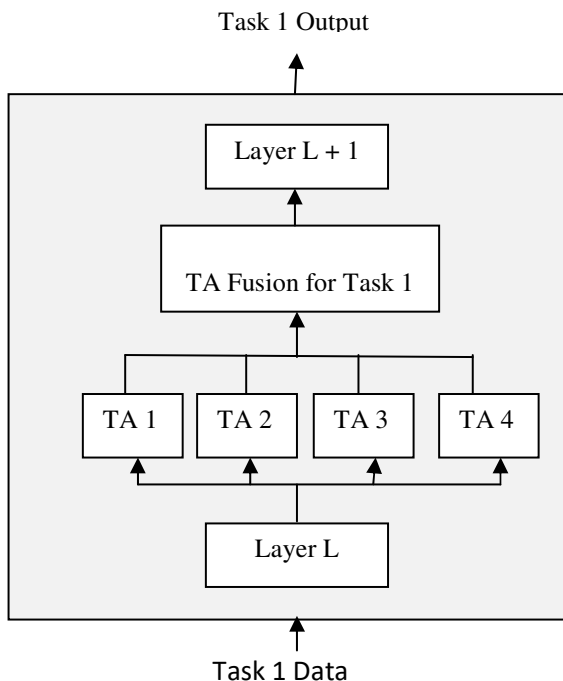 Task 1 Output
Layer L + 1
TA Fusion for Task 1
TA 1 TA 2 TA 3 TA 4
Layer L
Task 1 Data